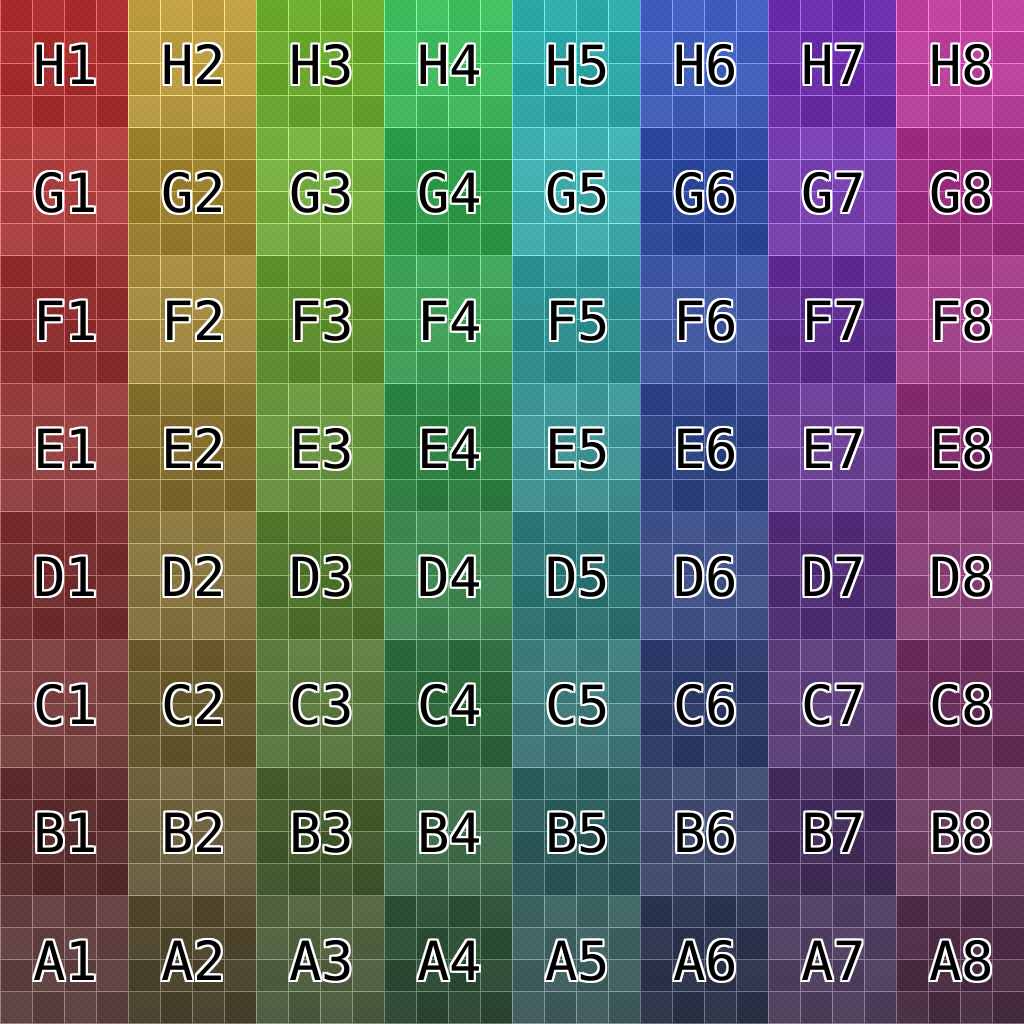 H1 H2 H3 H4 H5 H6 H7 H8
G1 G2 G3 G4 G5 G6 G7 G8
F1 F2 F3 F4 F5 F6 F7 F8
E1 E2 E3 E4 E5 E6 E7 E8
D1 D2 D3 D4 D5 D6 D7 D8
C1 C2 C3 C4 C5 C6 C7 C8
B1 B2 B3 B4 B5 B6 B7 B8
A1 A2 A3 A4 A5 A6 A7 A8